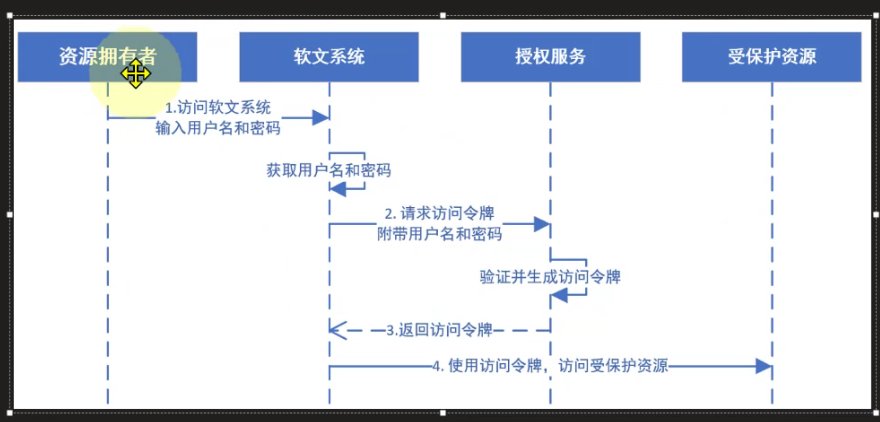 资源拥有者
软文系统
授权服务
受保护资源
1.访问软文系统
输入用户名和密码
获取用户名和密码
2. 请求访问令牌
附带用户名和密码
验证并生成访问令牌
3.返回访问令牌
4. 使用访问令牌，访问受保护资源